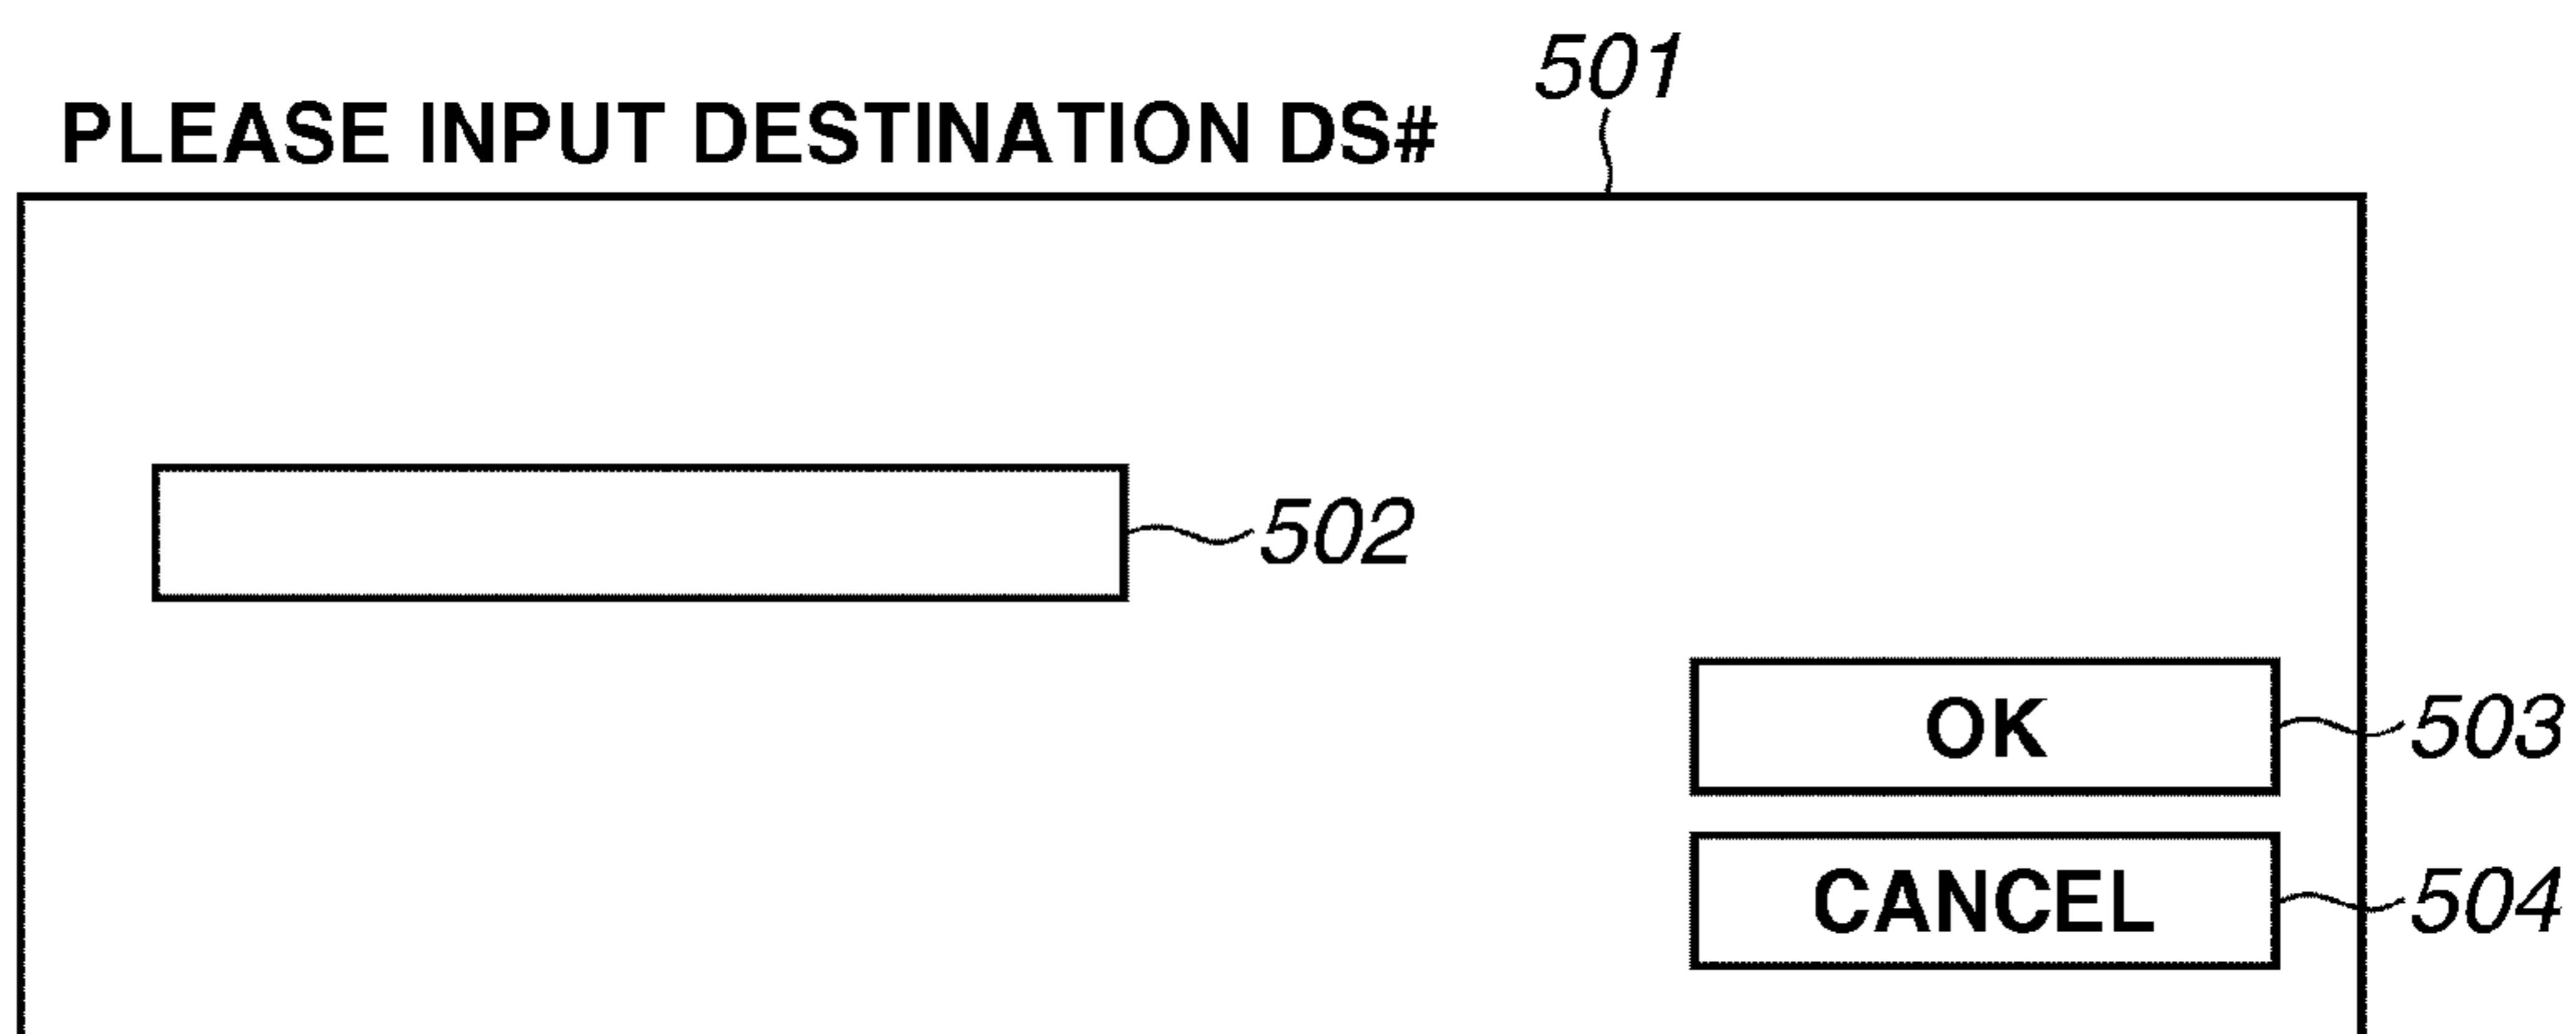 501
PLEASE INPUT DESTINATION DS#
502
OK
503
CANCEL
504